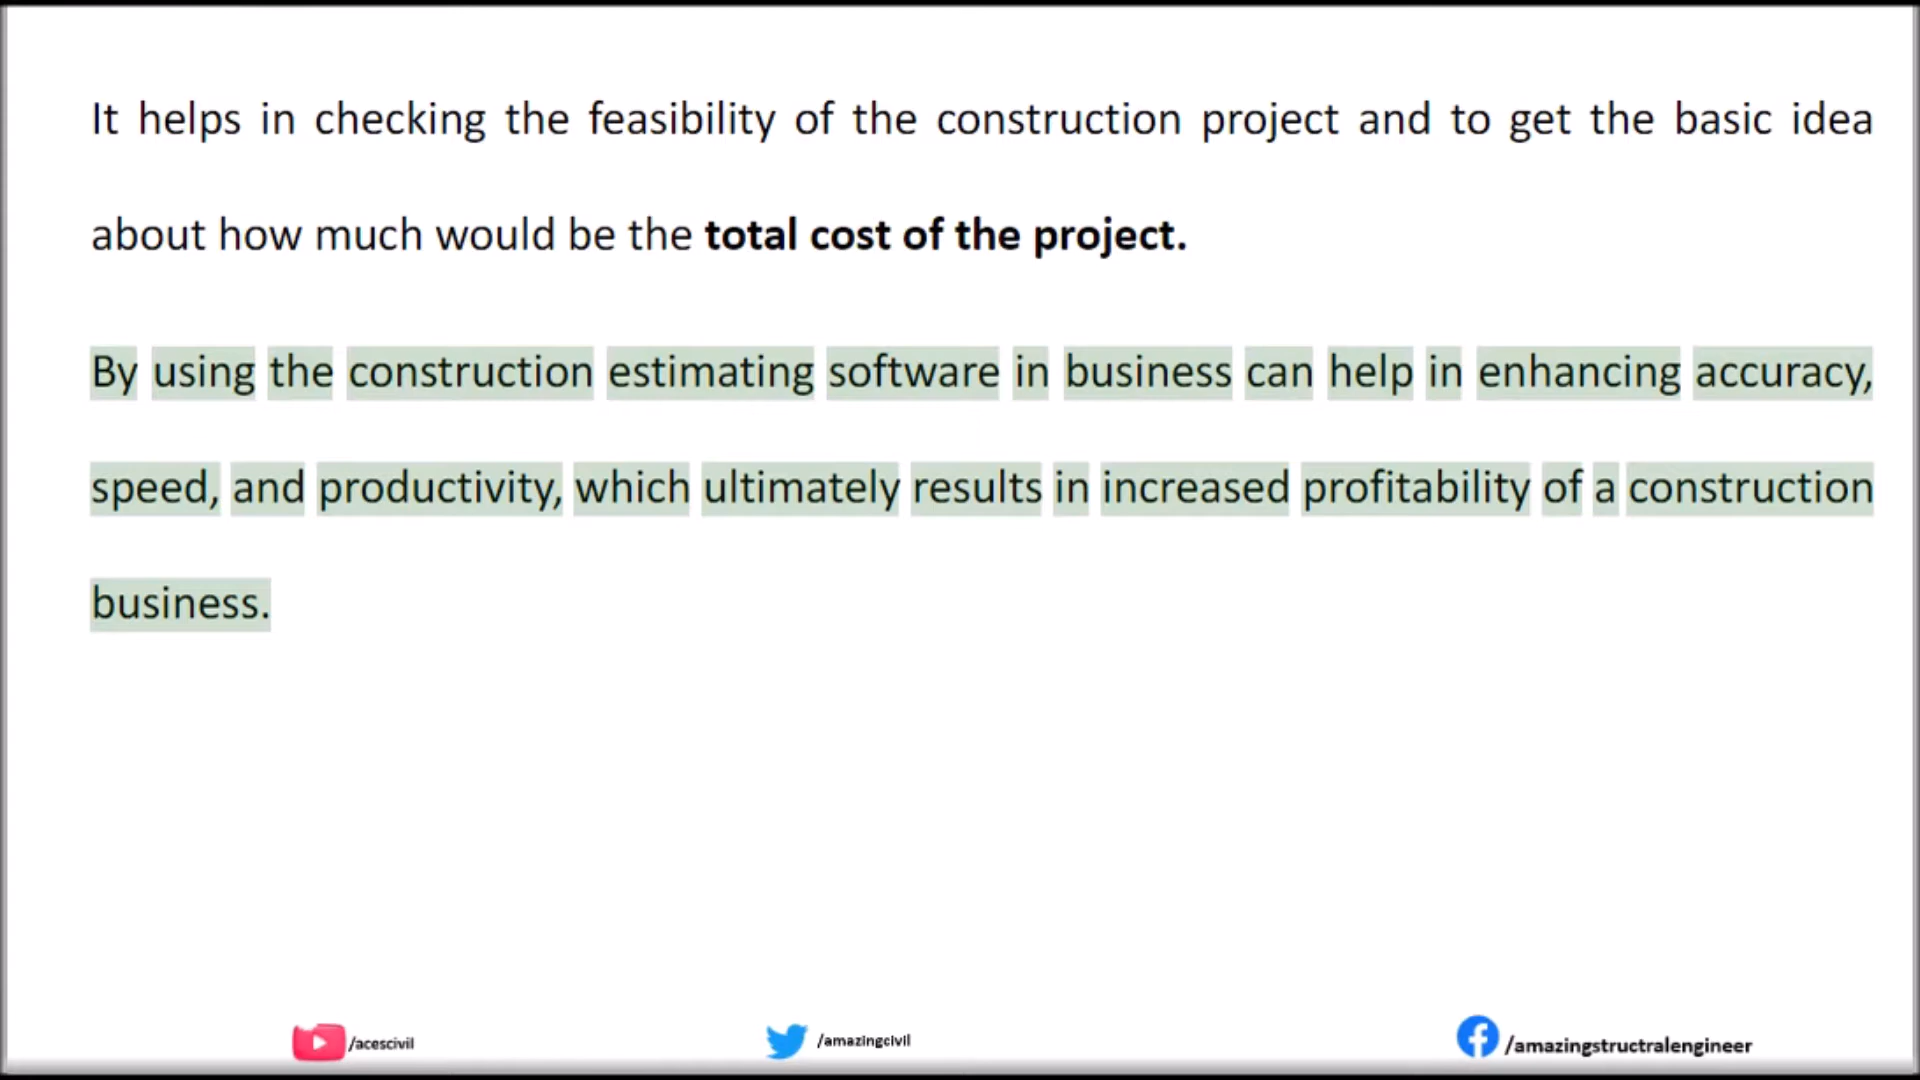 It helps in checking the feasibility of the construction project and to get the basic idea
about how much would be the total cost of the project.
By using the construction estimating software in business can help in enhancing accuracy,
speed, and productivity, which ultimately results in increased profitability of a construction
business.
/acescivil
/amazingcivil
/amazingstructralengineer